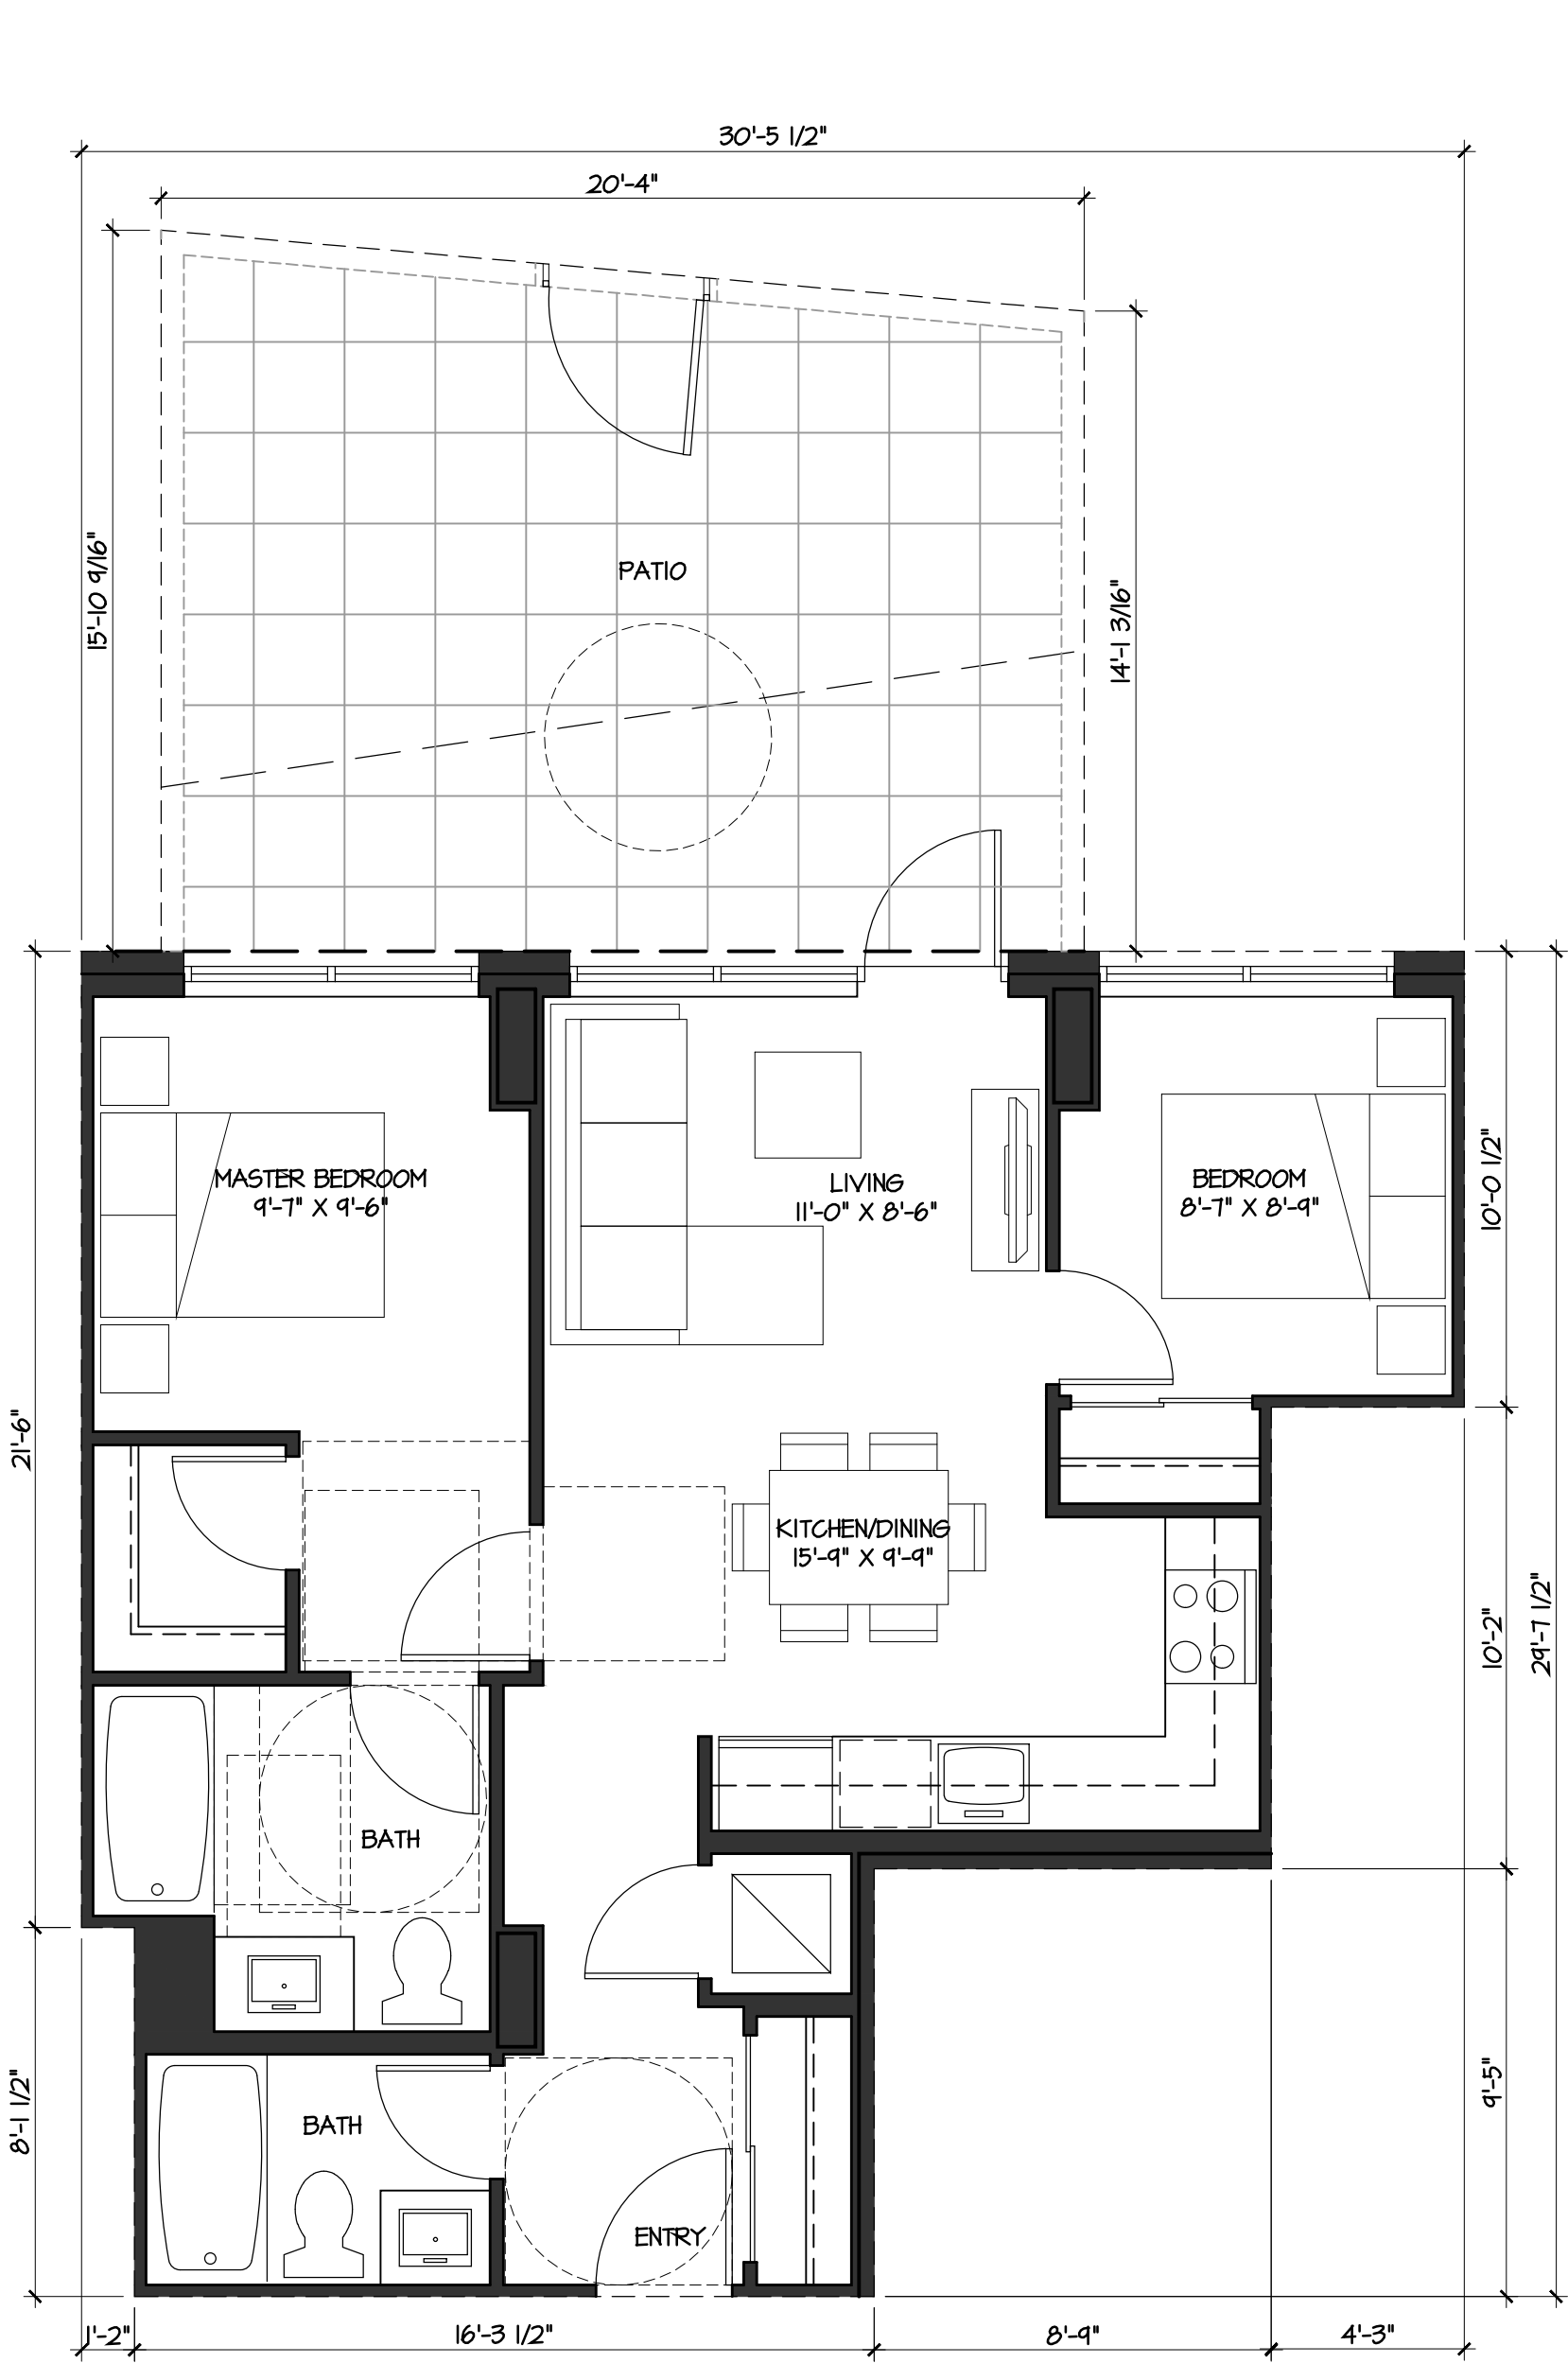 30'-5 1/2"
20'-4"
15'-10 9/16"
PATIO
14'-1 3/16"
MASTER BEDROOM
9'-7" X 9'-6"
LIVING
11'-0" X 8'-6"
BEDROOM
8'-7" X 8'-9"
10'-0 1/2"
21'-6"
KITCHEN/DINING
15'-9" X 9'-9"
10'-2"
29'-7 1/2"
BATH
8'-1 1/2"
BATH
ENTRY
9'-5"
1'-2"
16'-3 1/2"
8'-9"
4'-3"